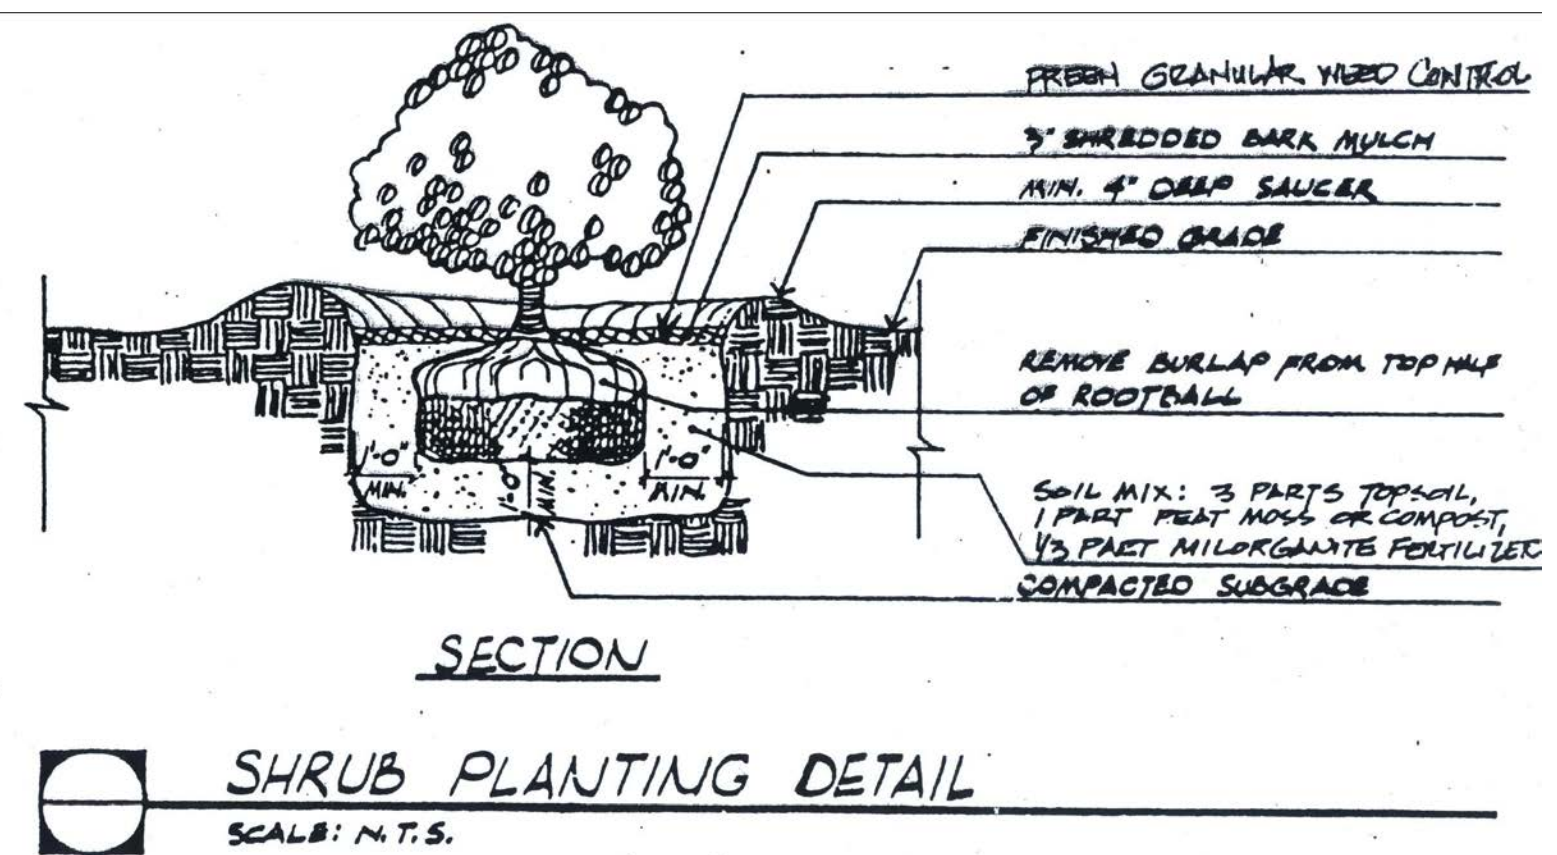 PREEN GRANULAR WEED CONTROL
3" SHREDDED BARK MULCH
MIN. 4" DEEP SAUCER
FINISHED GRADE
REMOVE BURLAP FROM TOP HALF
OF ROOTBALL
1'-0"
MIN.
1'-0"
MIN.
1'-0"
MIN.
SOIL MIX: 3 PARTS TOPSOIL,
1 PART PEAT MOSS OR COMPOST,
1/3 PART MILORGANITE FERTILIZER
COMPACTED SUBGRADE
SECTION
SHRUB PLANTING DETAIL
SCALE: N.T.S.